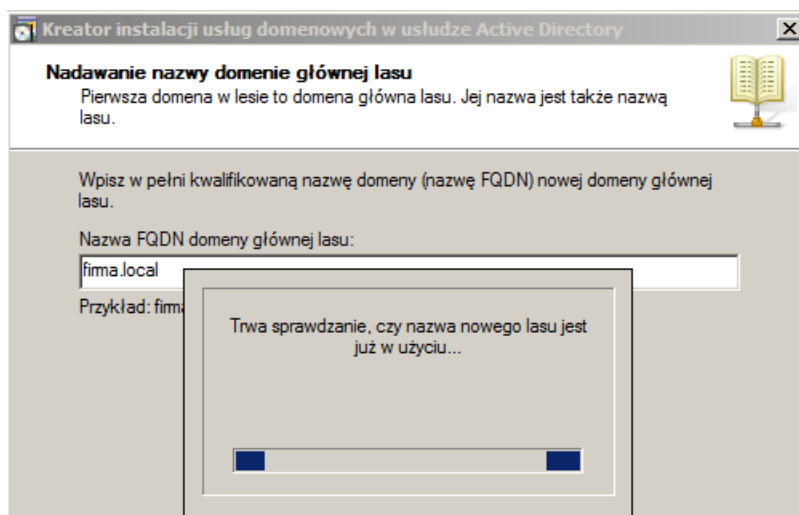 Kreator instalacji usług domenowych w usłudze Active Directory
Nadawanie nazwy domenie głównej lasu
Pierwsza domena w lesie to domena główna lasu. Jej nazwa jest także nazwą
lasu.
Wpisz w pełni kwalifikowaną nazwę domeny (nazwę FQDN) nowej domeny głównej
lasu.
Nazwa FQDN domeny głównej lasu:
firma.local
Przykład:
Trwa sprawdzanie, czy nazwa nowego lasu jest
już w użyciu...